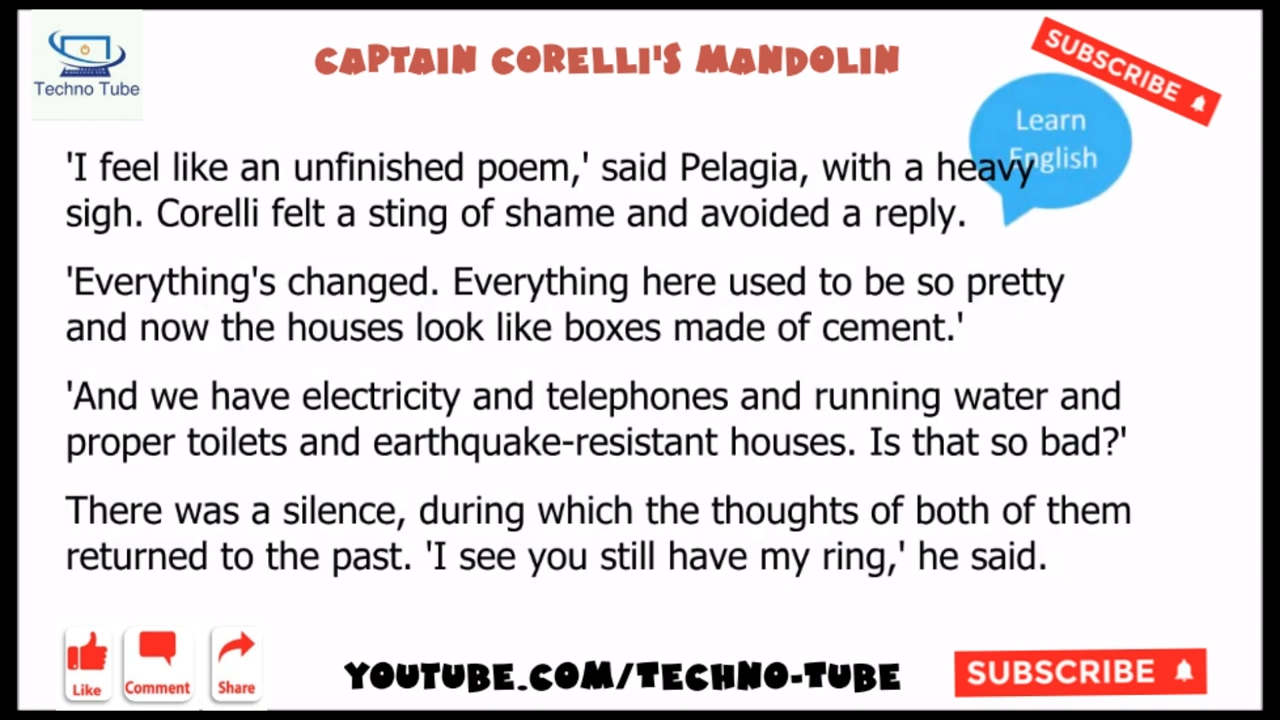 CAPTAIN CORELLI'S MANDOLIN
SUBSCRIBE
Techno Tube
Learn
English
'I feel like an unfinished poem,' said Pelagia, with a heavy
sigh. Corelli felt a sting of shame and avoided a reply.
'Everything's changed. Everything here used to be so pretty
and now the houses look like boxes made of cement.'
'And we have electricity and telephones and running water and
proper toilets and earthquake-resistant houses. Is that so bad?'
There was a silence, during which the thoughts of both of them
returned to the past. 'I see you still have my ring,' he said.
Like
Comment
Share
YOUTUBE.COM/TECHNO-TUBE
SUBSCRIBE